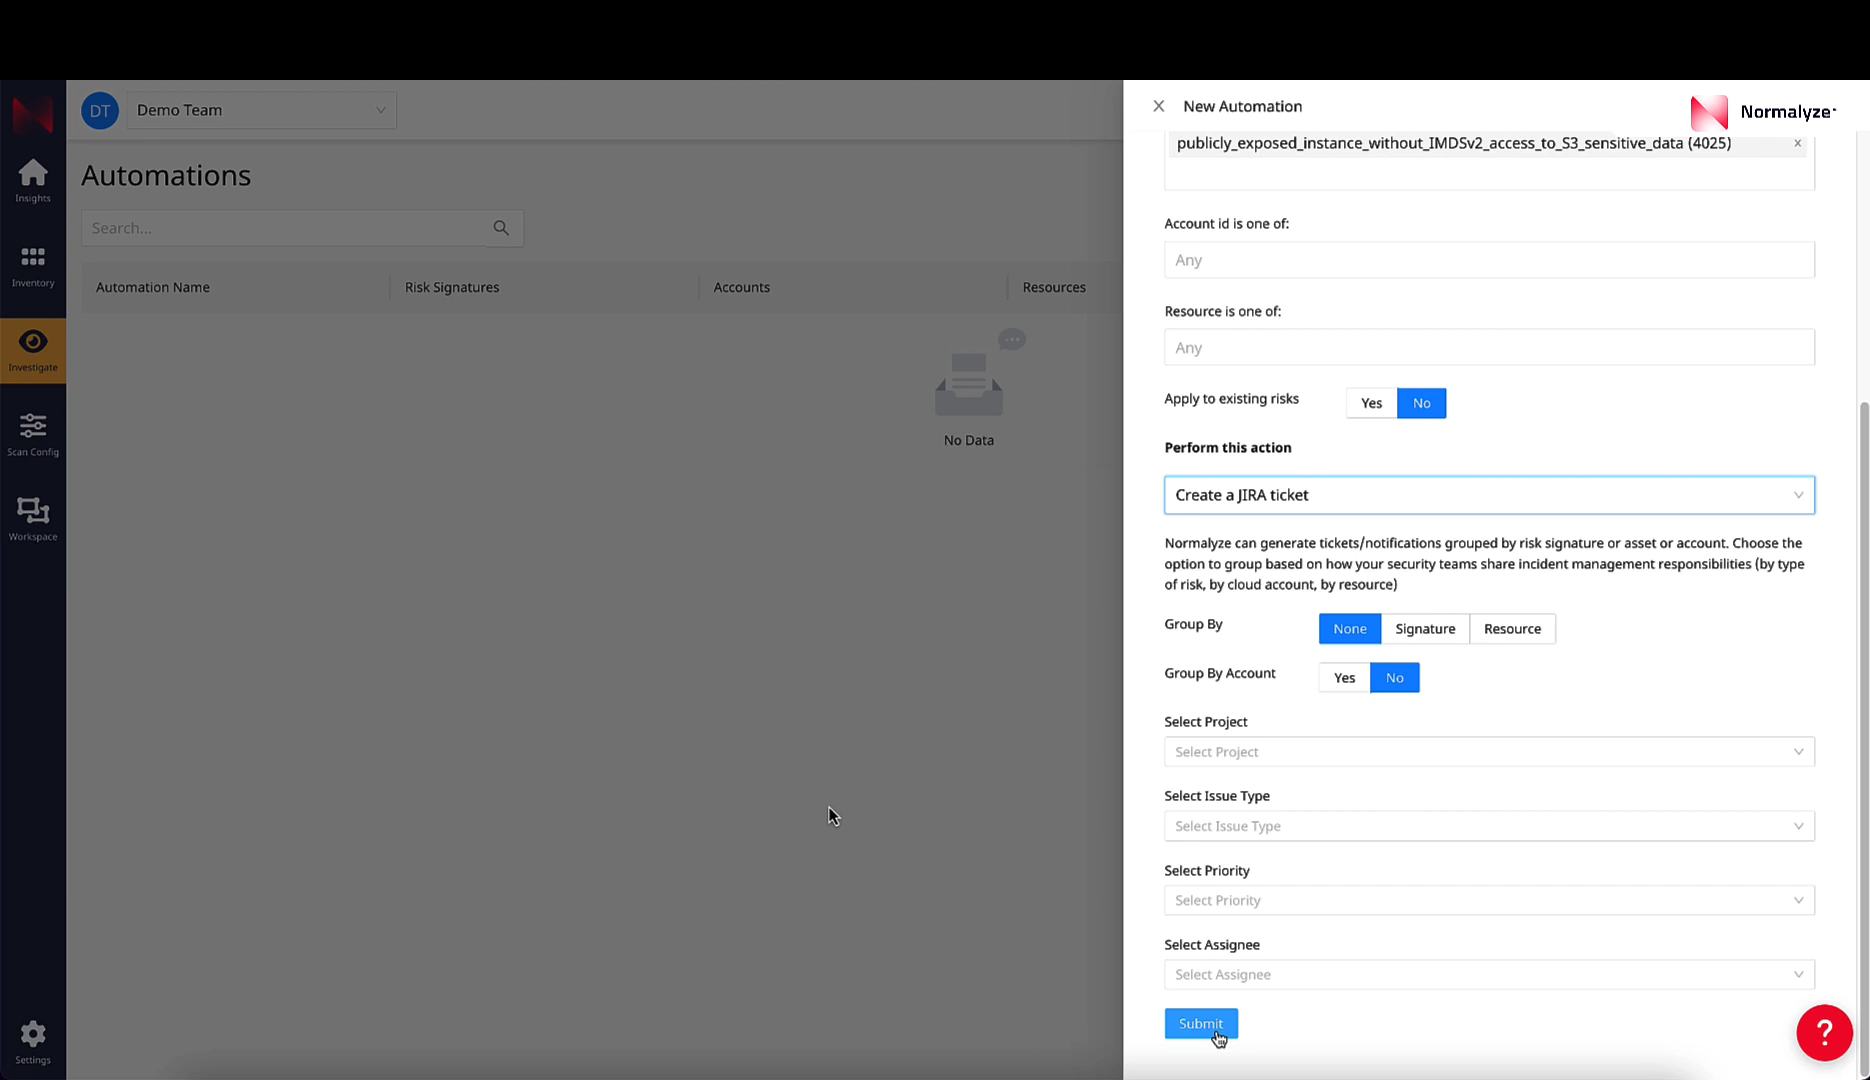 DT
Demo Team
New Automation
Normalyze
Automations
Search...
Automation Name
Risk Signatures
Accounts
Resources
No Data
Insights
Inventory
Investigate
Scan Config
Workspace
Settings
publicly_exposed_instance_without_IMDSv2_access_to_S3_sensitive_data (4025)
Account id is one of:
Any
Resource is one of:
Any
Apply to existing risks
Yes
No
Perform this action
Create a JIRA ticket
Normalyze can generate tickets/notifications grouped by risk signature or asset or account. Choose the
option to group based on how your security teams share incident management responsibilities (by type
of risk, by cloud account, by resource)
Group By
None
Signature
Resource
Group By Account
Yes
No
Select Project
Select Project
Select Issue Type
Select Issue Type
Select Priority
Select Priority
Select Assignee
Select Assignee
Submit
?